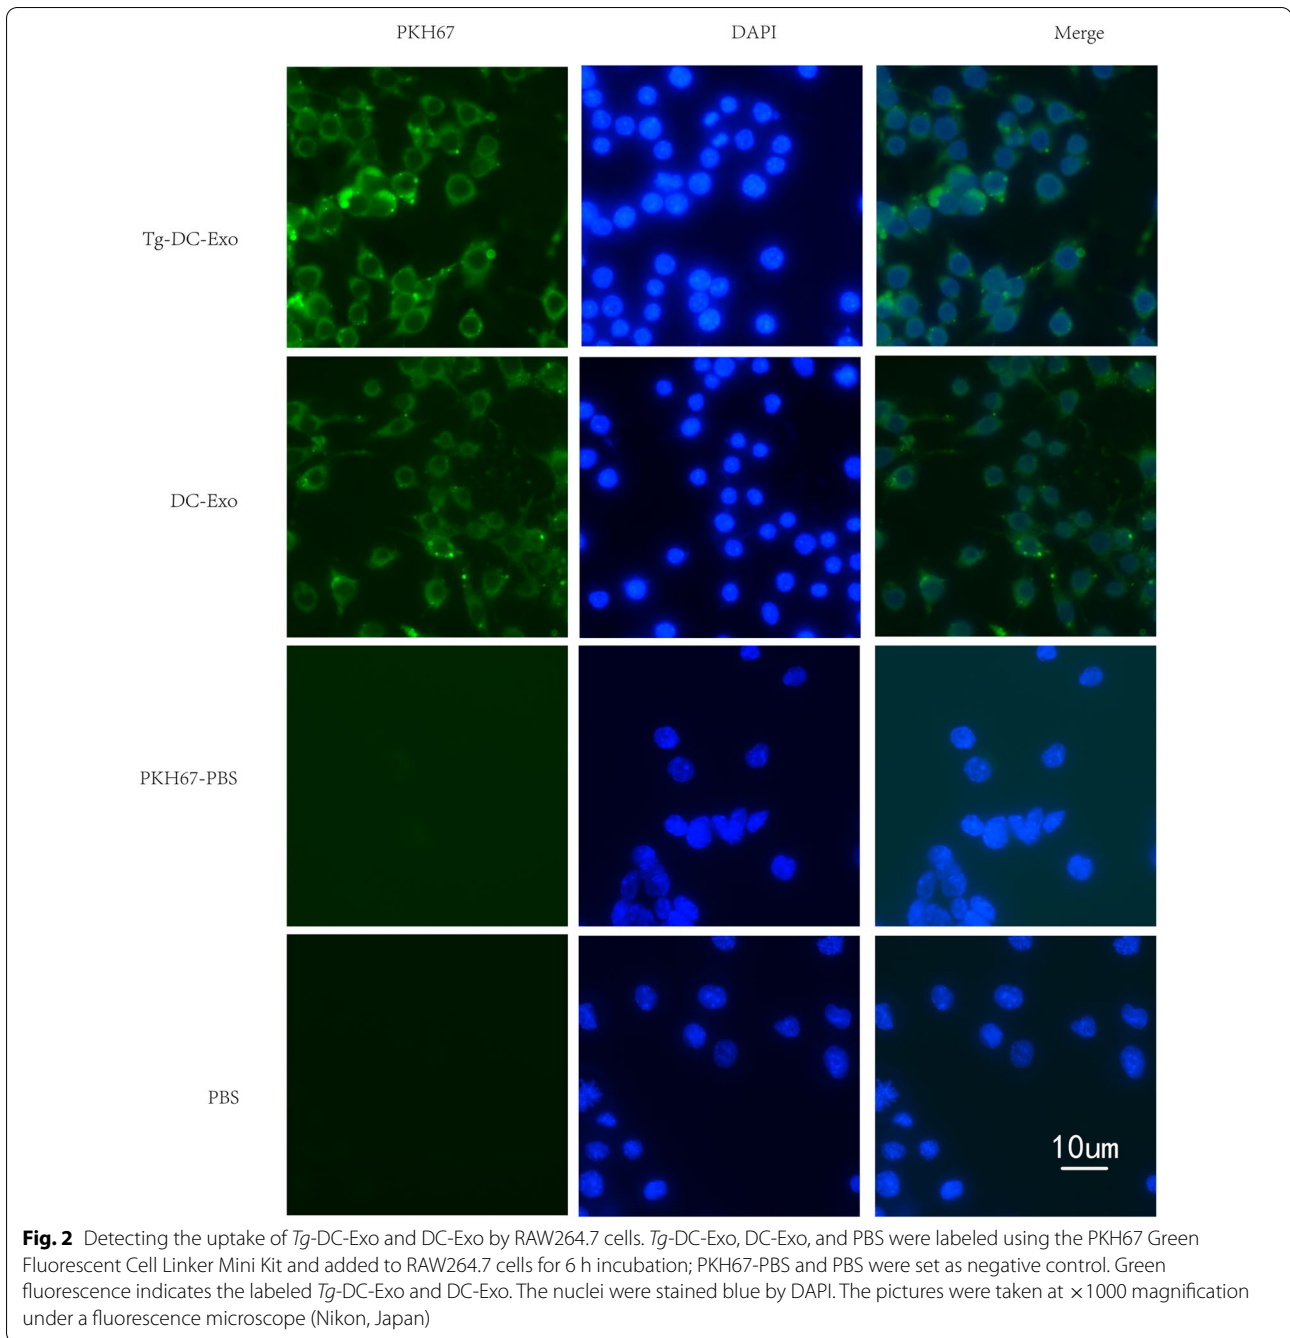 PKH67 DAPI Merge
Tg-DC-Exo
DC-Exo
PKH67-PBS
PBS
10um
Fig. 2 Detecting the uptake of Tg-DC-Exo and DC-Exo by RAW264.7 cells. Tg-DC-Exo, DC-Exo, and PBS were labeled using the PKH67 Green
Fluorescent Cell Linker Mini Kit and added to RAW264.7 cells for 6 h incubation; PKH67-PBS and PBS were set as negative control. Green
fluorescence indicates the labeled Tg-DC-Exo and DC-Exo. The nuclei were stained blue by DAPI. The pictures were taken at ×1000 magnification
under a fluorescence microscope (Nikon, Japan)